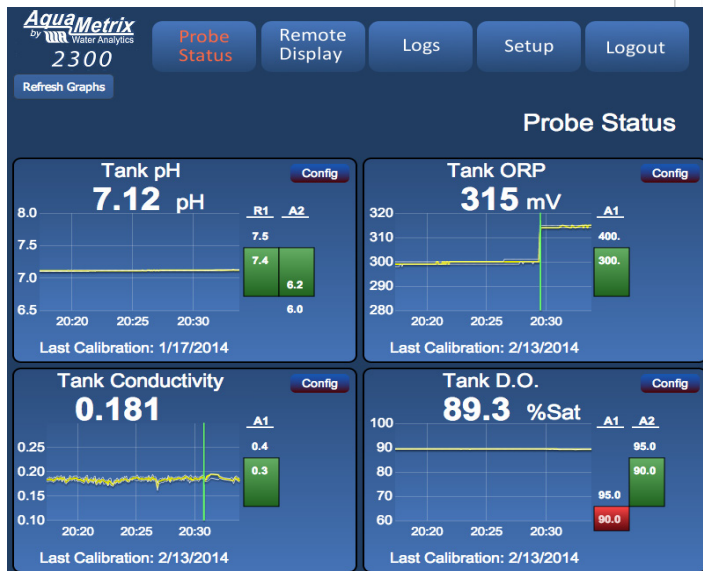 AquaMetrix
by WA Water Analytics
2300
Probe
Status
Remote
Display
Logs
Setup
Logout
Refresh Graphs
Probe Status
Tank pH
Config
7.12 pH
R1 A2
8.0
7.5
7.5
7.4
7.0
6.2
6.5
6.0
20:20 20:25 20:30
Last Calibration: 1/17/2014
Tank ORP
Config
315 mV
A1
320
400.
310
300
300.
290
280
20:20 20:25 20:30
Last Calibration: 2/13/2014
Tank Conductivity
Config
0.181
A1
0.4
0.25
0.3
0.20
0.15
0.10
20:20 20:25 20:30
Last Calibration: 2/13/2014
Tank D.O.
Config
89.3 %Sat
A1 A2
100
95.0
90
90.0
80
70
95.0
90.0
60
20:20 20:25 20:30
Last Calibration: 2/13/2014